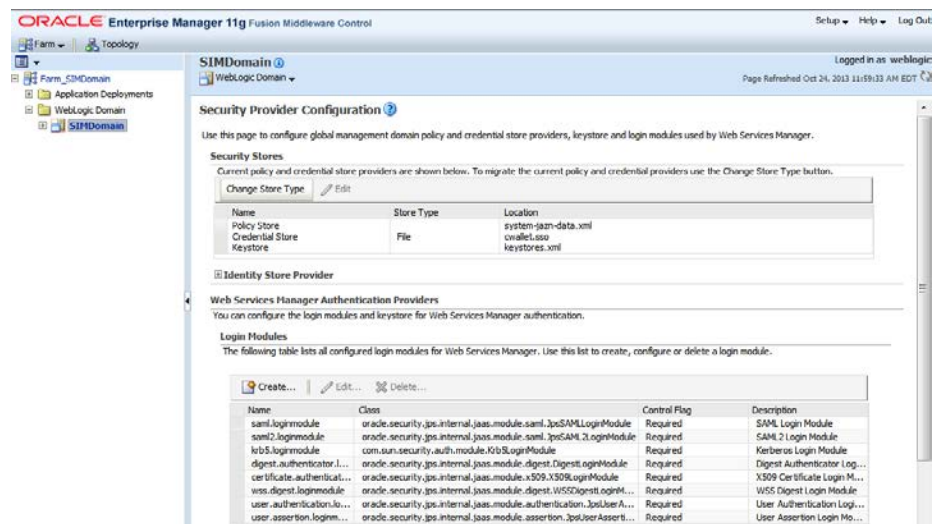 ORACLE Enterprise Manager 11g Fusion Middleware Control
Setup Help Log Out
Farm Topology
Farm_SIMDomain
Application Deployments
WebLogic Domain
SIMDomain
SIMDomain
WebLogic Domain
Logged in as weblogic
Page Refreshed Oct 24, 2013 11:59:33 AM EDT
Security Provider Configuration
Use this page to configure global management domain policy and credential store providers, keystore and login modules used by Web Services Manager.
Security Stores
Current policy and credential store providers are shown below. To migrate the current policy and credential providers use the Change Store Type button.
Change Store Type Edit
Name Store Type Location
Policy Store system-jazn-data.xml
Credential Store File cwallet.sso
Keystore keystores.xml
Identity Store Provider
Web Services Manager Authentication Providers
You can configure the login modules and keystore for Web Services Manager authentication.
Login Modules
The following table lists all configured login modules for Web Services Manager. Use this list to create, configure or delete a login module.
Create... Edit... Delete...
Name Class Control Flag Description
saml.loginmodule oracle.security.jps.internal.jaas.module.saml.JpsSAMLLoginModule Required SAML Login Module
saml2.loginmodule oracle.security.jps.internal.jaas.module.saml.JpsSAML2LoginModule Required SAML2 Login Module
krb5.loginmodule com.sun.security.auth.module.Krb5LoginModule Required Kerberos Login Module
digest.authenticator.l... oracle.security.jps.internal.jaas.module.digest.DigestLoginModule Required Digest Authenticator Log...
certificate.authenticat... oracle.security.jps.internal.jaas.module.x509.X509LoginModule Required X509 Certificate Login M...
wss.digest.loginmodule oracle.security.jps.internal.jaas.module.digest.WSSDigestLoginM... Required WSS Digest Login Module
user.authentication.lo... oracle.security.jps.internal.jaas.module.authentication.JpsUserA... Required User Authentication Logi...
user.assertion.loginm... oracle.security.jps.internal.jaas.module.assertion.JpsUserAsserti... Required User Assertion Login Mo...